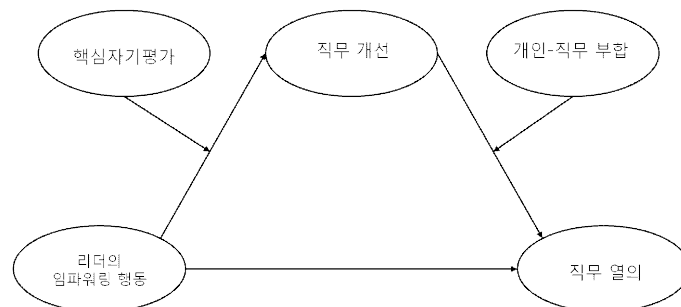 핵심자기평가
직무 개선
개인-직무 부합
리더의
임파워링 행동
직무 열의